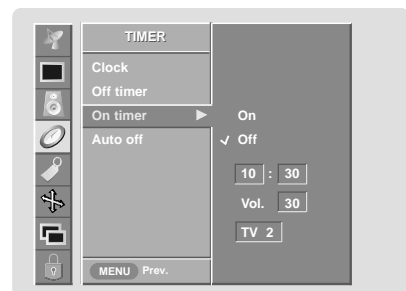 TIMER
Clock
Off timer
On timer ▶ On
Auto off ✓ Off
10 : 30
Vol. 30
TV 2
MENU Prev.